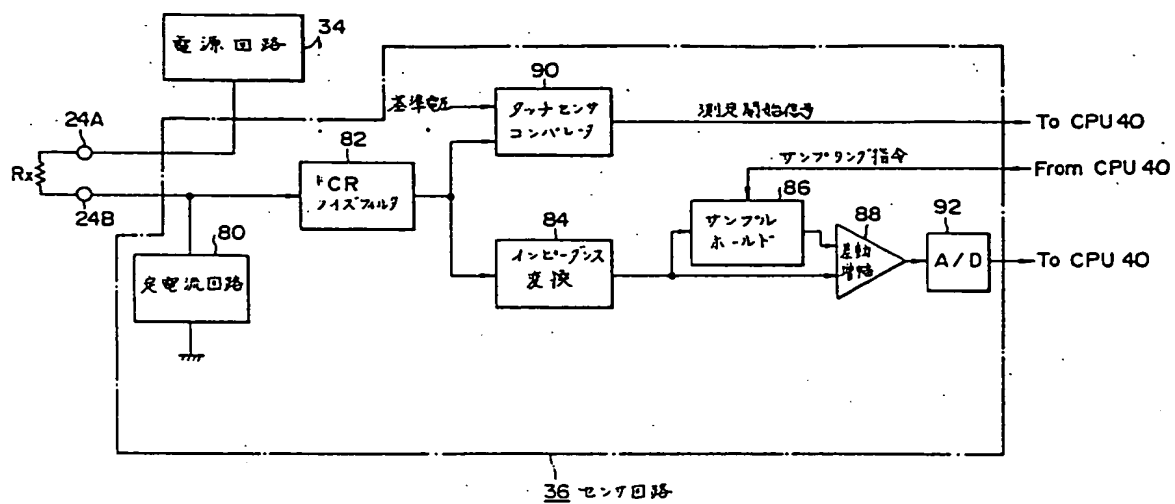 電源回路
34
90
基準電圧
タッチセンサ
コンパレータ
測定開始信号
To CPU 40
24A
82
サンプリング指令
From CPU 40
Rx
CR
ノイズフィルタ
86
24B
サンプル
ホールド
88
92
80
84
差動
増幅
A/D
To CPU 40
定電流回路
インピーダンス
変換
36 センサ回路